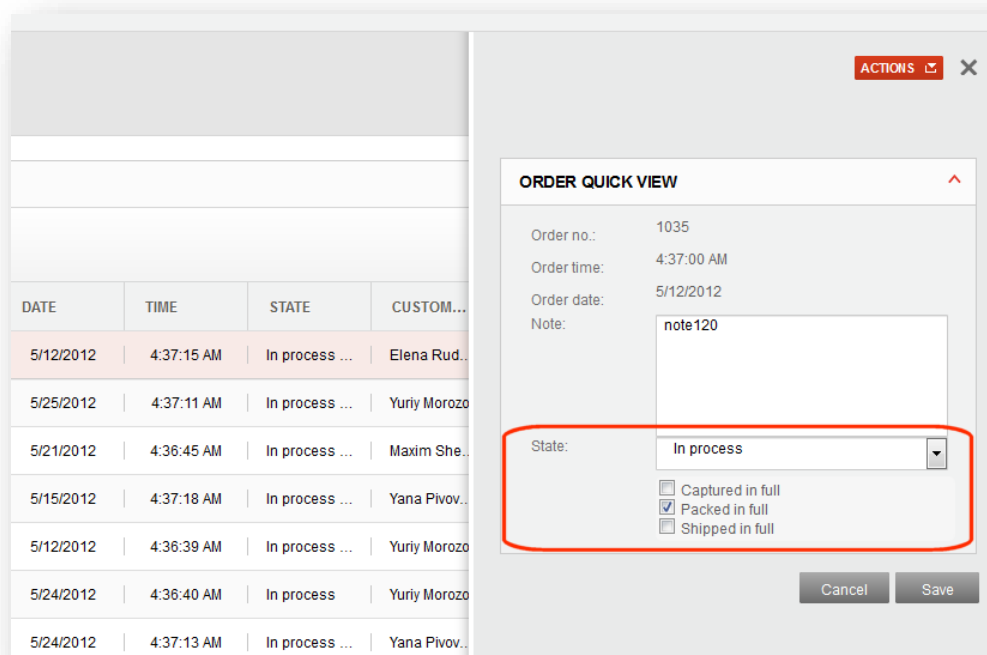 ACTIONS
ORDER QUICK VIEW
Order no.: 1035
Order time: 4:37:00 AM
Order date: 5/12/2012
Note: note120
State: In process
Captured in full
Packed in full
Shipped in full
Cancel Save
DATE TIME STATE CUSTOM...
5/12/2012 4:37:15 AM In process ... Elena Rud...
5/25/2012 4:37:11 AM In process ... Yuriy Morozo
5/21/2012 4:36:45 AM In process ... Maxim She...
5/15/2012 4:37:18 AM In process ... Yana Pivov...
5/12/2012 4:36:39 AM In process ... Yuriy Morozo
5/24/2012 4:36:40 AM In process Yuriy Morozo
5/24/2012 4:37:13 AM In process ... Yana Pivov...